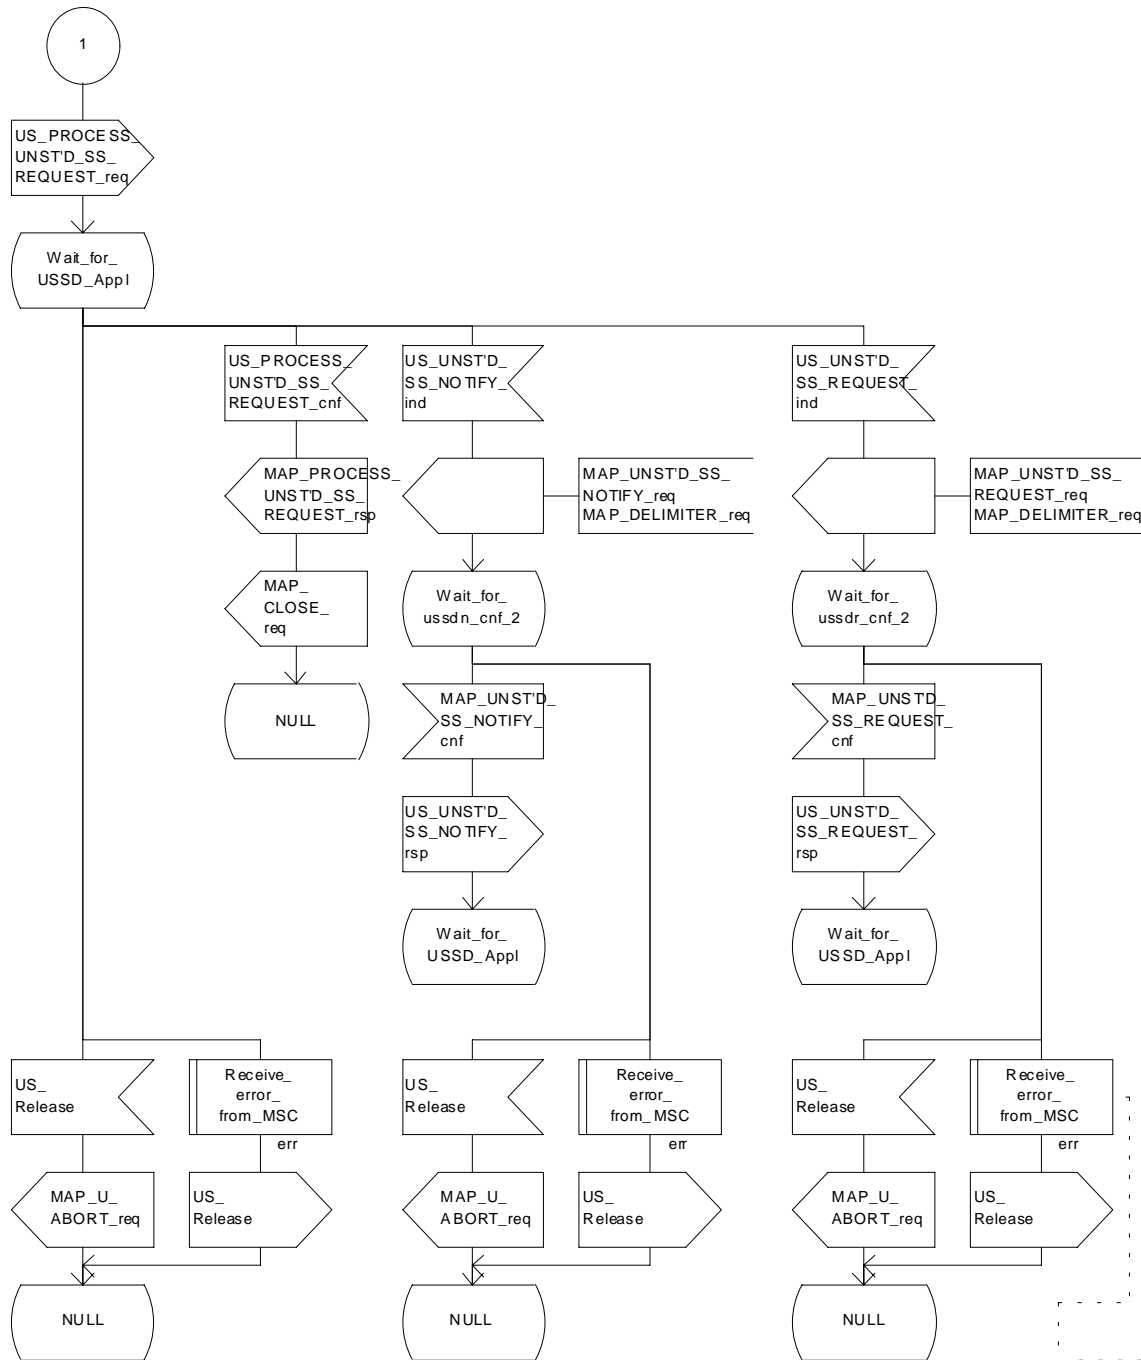 1
US_PROCESS_
UNST'D_SS_
REQUEST_req
Wait_for_
USSD_Appl
US_PROCESS_
UNST'D_SS_
REQUEST_cnf
US_UNST'D_
SS_NOTIFY_
ind
US_UNST'D_
SS_REQUEST_
ind
MAP_PROCESS_
UNST'D_SS_
REQUEST_rsp
MAP_UNST'D_SS_
NOTIFY_req
MAP_DELIMITER_req
MAP_UNST'D_SS_
REQUEST_req
MAP_DELIMITER_req
MAP_
CLOSE_
req
Wait_for_
ussdn_cnf_2
Wait_for_
ussdr_cnf_2
NULL
MAP_UNST'D_
SS_NOTIFY_
cnf
MAP_UNST'D_
SS_REQUEST_
cnf
US_UNST'D_
SS_NOTIFY_
rsp
US_UNST'D_
SS_REQUEST_
rsp
Wait_for_
USSD_Appl
Wait_for_
USSD_Appl
US_
Release
Receive_
error_
from_MSC
err
US_
Release
Receive_
error_
from_MSC
err
US_
Release
Receive_
error_
from_MSC
err
MAP_U_
ABORT_req
US_
Release
MAP_U_
ABORT_req
US_
Release
MAP_U_
ABORT_req
US_
Release
NULL
NULL
NULL